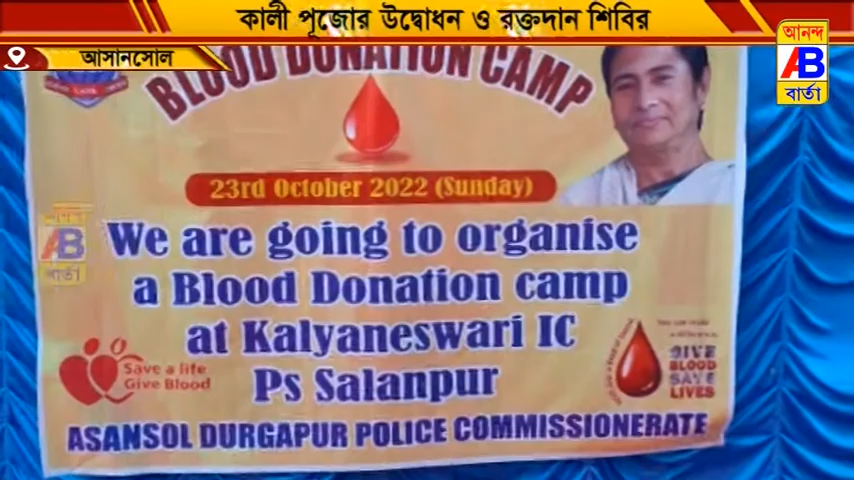 কালী পূজোর উদ্বোধন ও রক্তদান শিবির
আসানসোল
আনন্দ
AB
বার্তা
BLOOD DONATION CAMP
23rd October 2022 (Sunday)
আনন্দ
AB
বার্তা
We are going to organise
a Blood Donation camp
at Kalyaneswari IC
Ps Salanpur
Save a life
Give Blood
GIVE
BLOOD
SAVE
LIVES
ASANSOL DURGAPUR POLICE COMMISSIONERATE